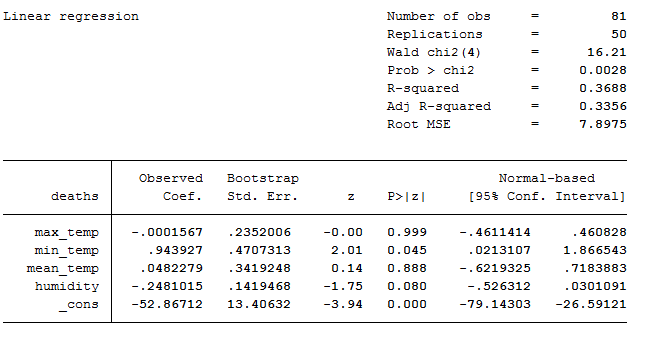 Linear regression Number of obs = 81
Replications = 50
Wald chi2(4) = 16.21
Prob > chi2 = 0.0028
R-squared = 0.3688
Adj R-squared = 0.3356
Root MSE = 7.8975
Observed Bootstrap Normal-based
deaths Coef. Std. Err. z P>|z| [95% Conf. Interval]
max_temp -.0001567 .2352006 -0.00 0.999 -.4611414 .460828
min_temp .943927 .4707313 2.01 0.045 .0213107 1.866543
mean_temp .0482279 .3419248 0.14 0.888 -.6219325 .7183883
humidity -.2481015 .1419468 -1.75 0.080 -.526312 .0301091
_cons -52.86712 13.40632 -3.94 0.000 -79.14303 -26.59121